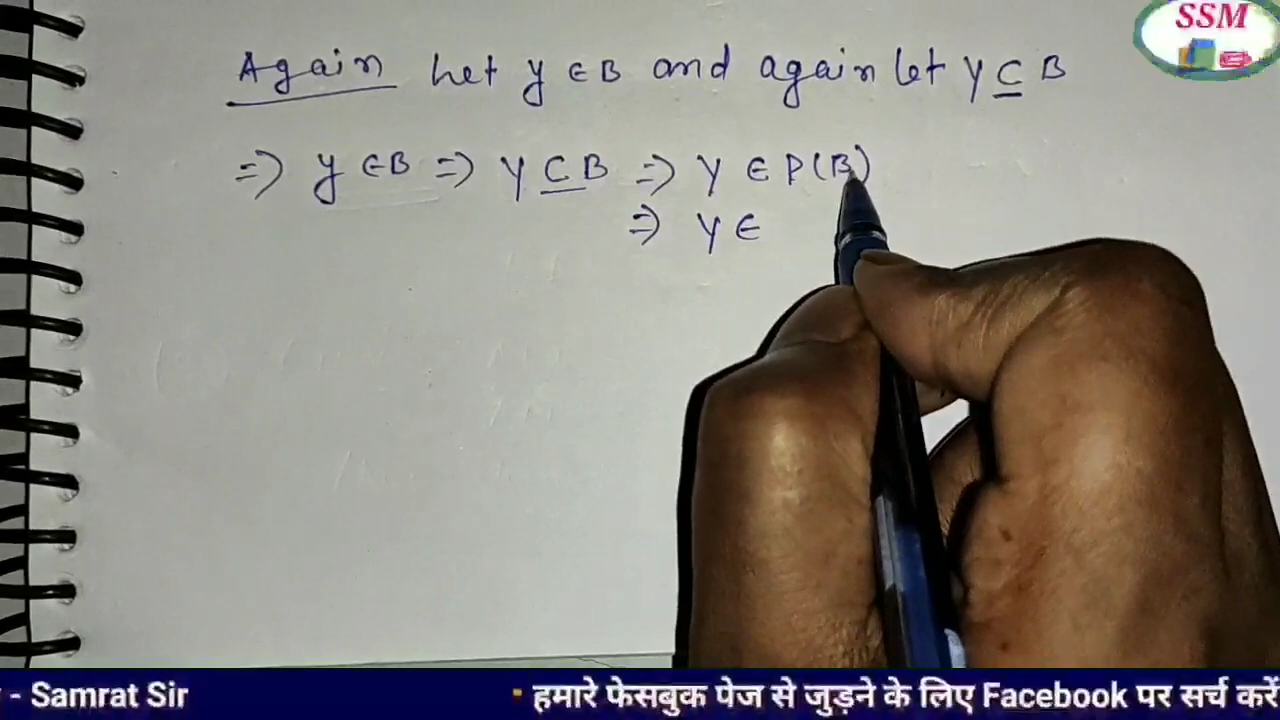 SSM
Again Let y ∈ B and again let Y ⊆ B
⇒ y ∈ B ⇒ Y ⊆ B ⇒ Y ∈ P(B)
⇒ Y ∈
- Samrat Sir
हमारे फेसबुक पेज से जुड़ने के लिए Facebook पर सर्च करें